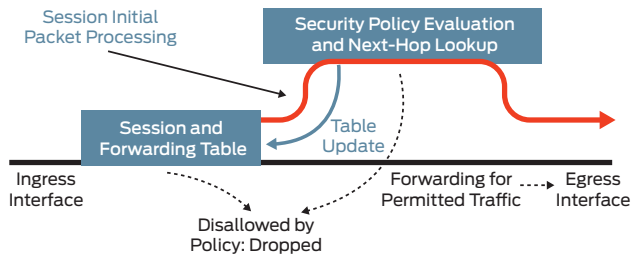 Session Initial
Packet Processing
Security Policy Evaluation
and Next-Hop Lookup
Session and
Forwarding Table
Table
Update
Ingress
Interface
Forwarding for
Permitted Traffic
Egress
Interface
Disallowed by
Policy: Dropped